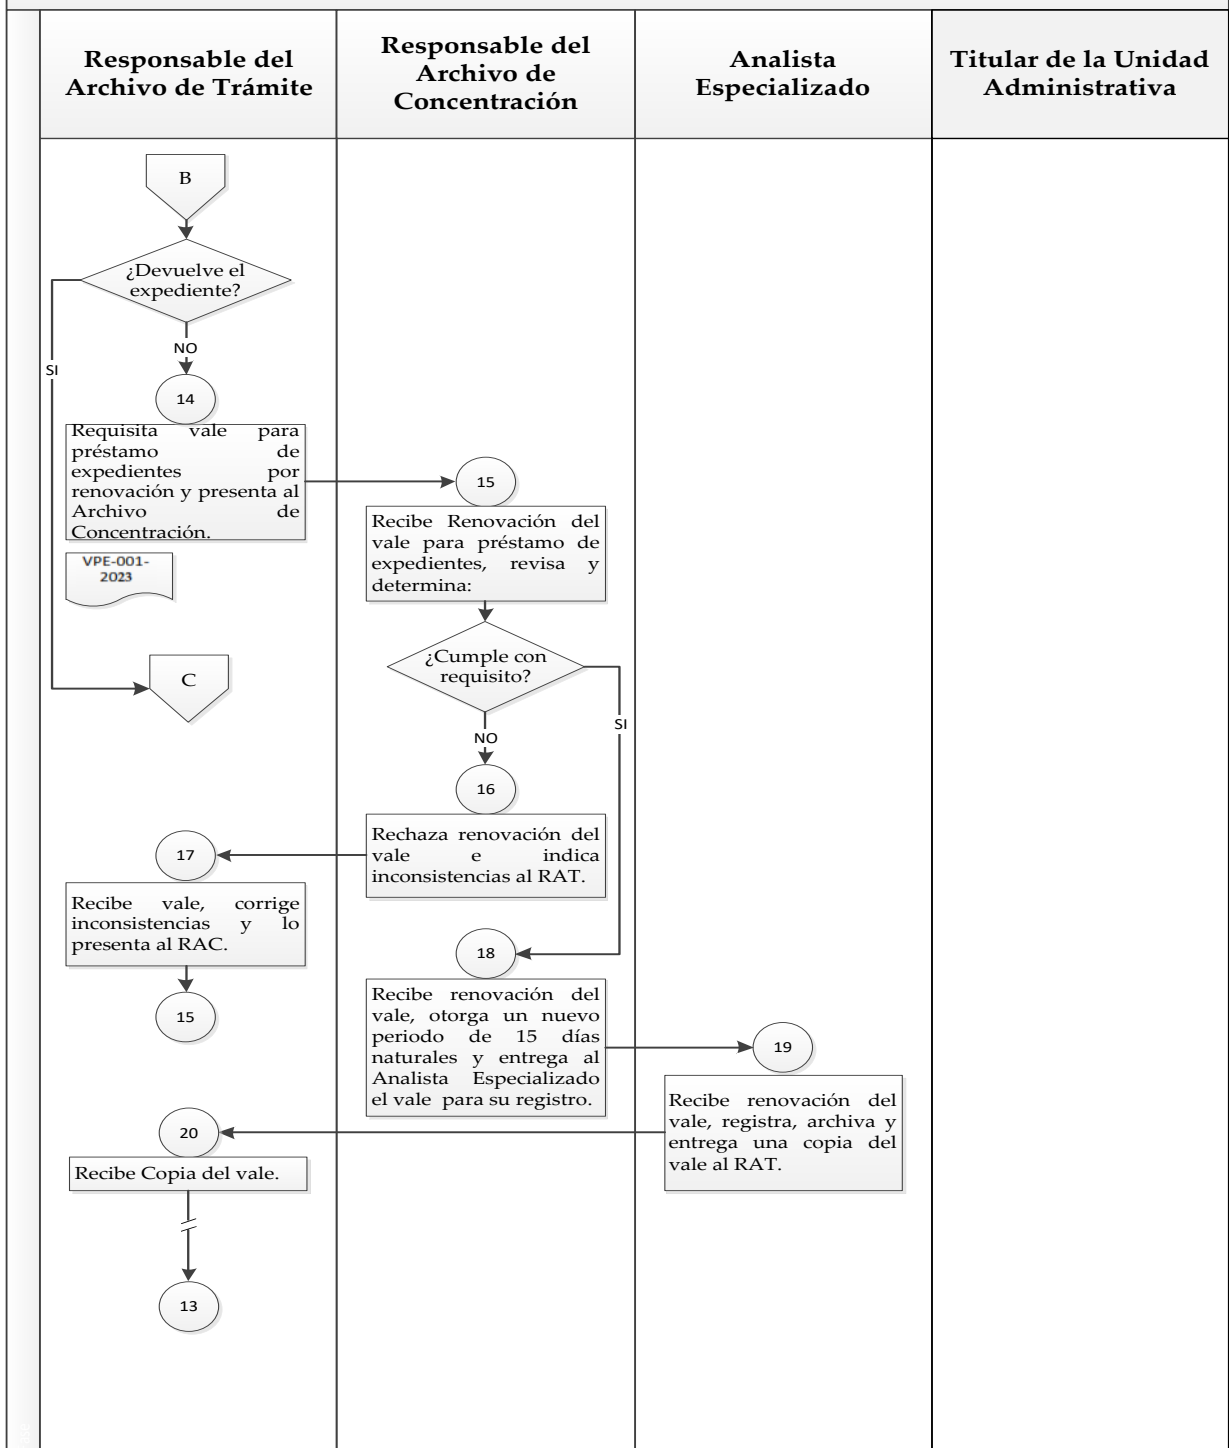 Responsable del
Archivo de Trámite
Responsable del
Archivo de
Concentración
Analista
Especializado
Titular de la Unidad
Administrativa
B
¿Devuelve el
expediente?
NO
SI
14
Requisita vale para
préstamo de
expedientes por
renovación y presenta al
Archivo de
Concentración.
VPE-001-
2023
C
15
Recibe Renovación del
vale para préstamo de
expedientes, revisa y
determina:
¿Cumple con
requisito?
SI
NO
16
Rechaza renovación del
vale e indica
inconsistencias al RAT.
17
Recibe vale, corrige
inconsistencias y lo
presenta al RAC.
15
18
Recibe renovación del
vale, otorga un nuevo
periodo de 15 días
naturales y entrega al
Analista Especializado
el vale para su registro.
19
Recibe renovación del
vale, registra, archiva y
entrega una copia del
vale al RAT.
20
Recibe Copia del vale.
13